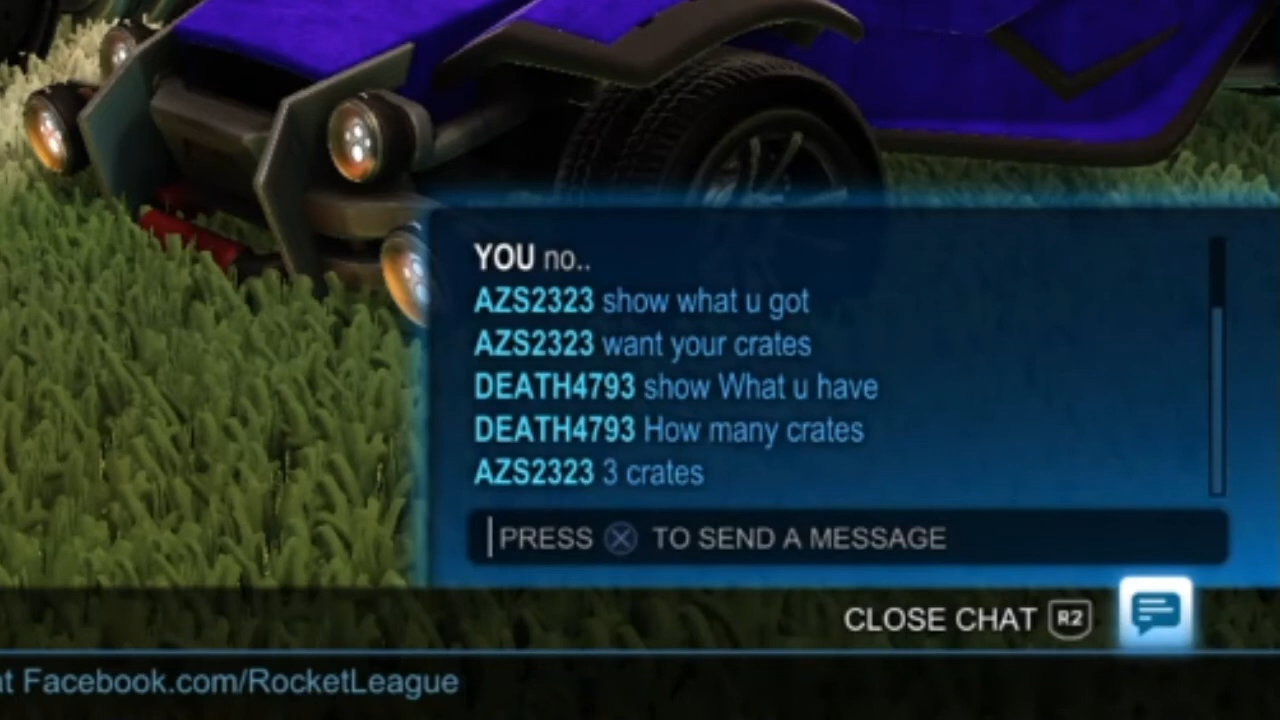 YOU no..
AZS2323 show what u got
AZS2323 want your crates
DEATH4793 show What u have
DEATH4793 How many crates
AZS2323 3 crates
PRESS TO SEND A MESSAGE
CLOSE CHAT R2
at Facebook.com/RocketLeague